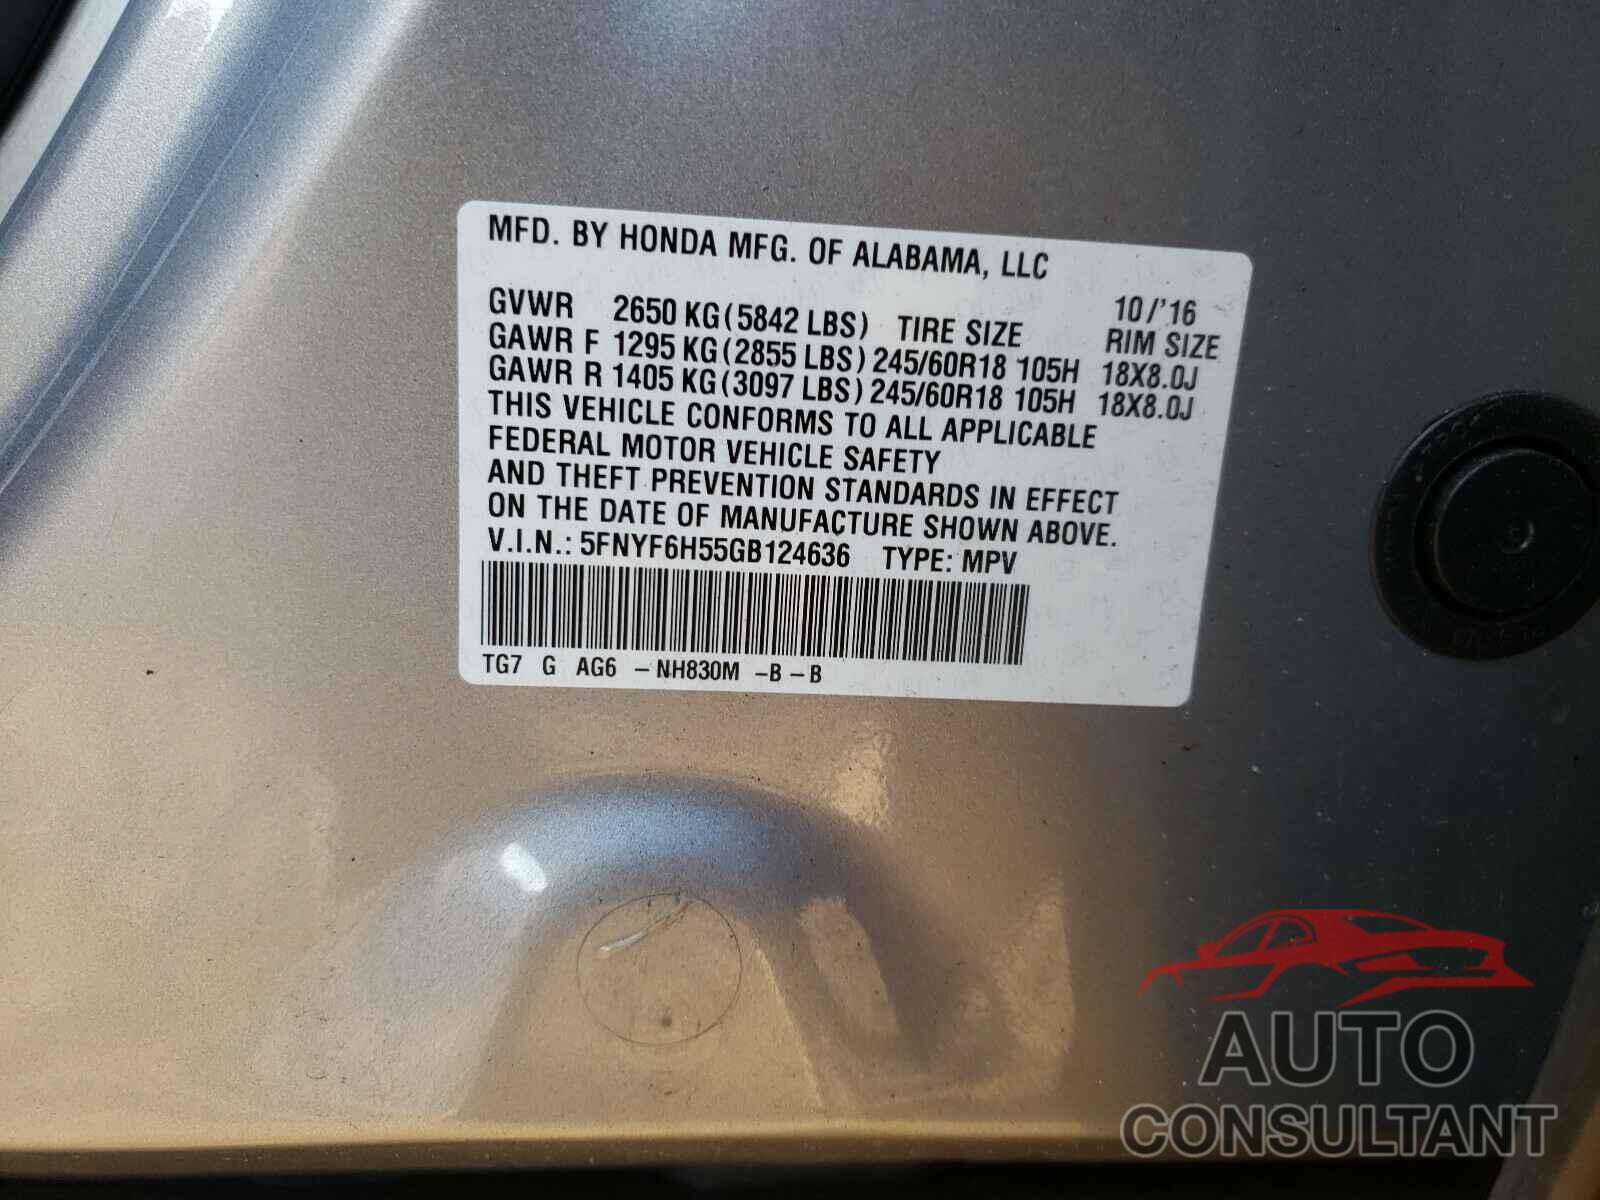 MFD. BY HONDA MFG. OF ALABAMA, LLC
GVWR 2650 KG (5842 LBS) TIRE SIZE 10/'16
RIM SIZE
GAWR F 1295 KG (2855 LBS) 245/60R18 105H 18X8.0J
GAWR R 1405 KG (3097 LBS) 245/60R18 105H 18X8.0J
THIS VEHICLE CONFORMS TO ALL APPLICABLE
FEDERAL MOTOR VEHICLE SAFETY
AND THEFT PREVENTION STANDARDS IN EFFECT
ON THE DATE OF MANUFACTURE SHOWN ABOVE.
V.I.N.: 5FNYF6H55GB124636 TYPE: MPV
TG7 G AG6 -NH830M -B-B
AUTO
CONSULTANT